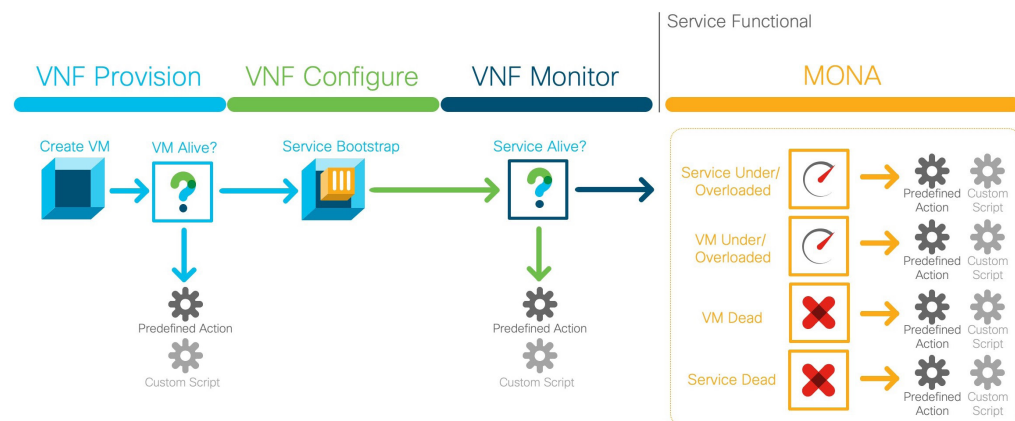 Service Functional
VNF Provision
VNF Configure
VNF Monitor
MONA
Create VM
VM Alive?
Service Bootstrap
Service Alive?
Predefined Action
Custom Script
Predefined Action
Custom Script
Service Under/
Overloaded
Predefined
Action
Custom
Script
VM Under/
Overloaded
Predefined
Action
Custom
Script
VM Dead
Predefined
Action
Custom
Script
Service Dead
Predefined
Action
Custom
Script